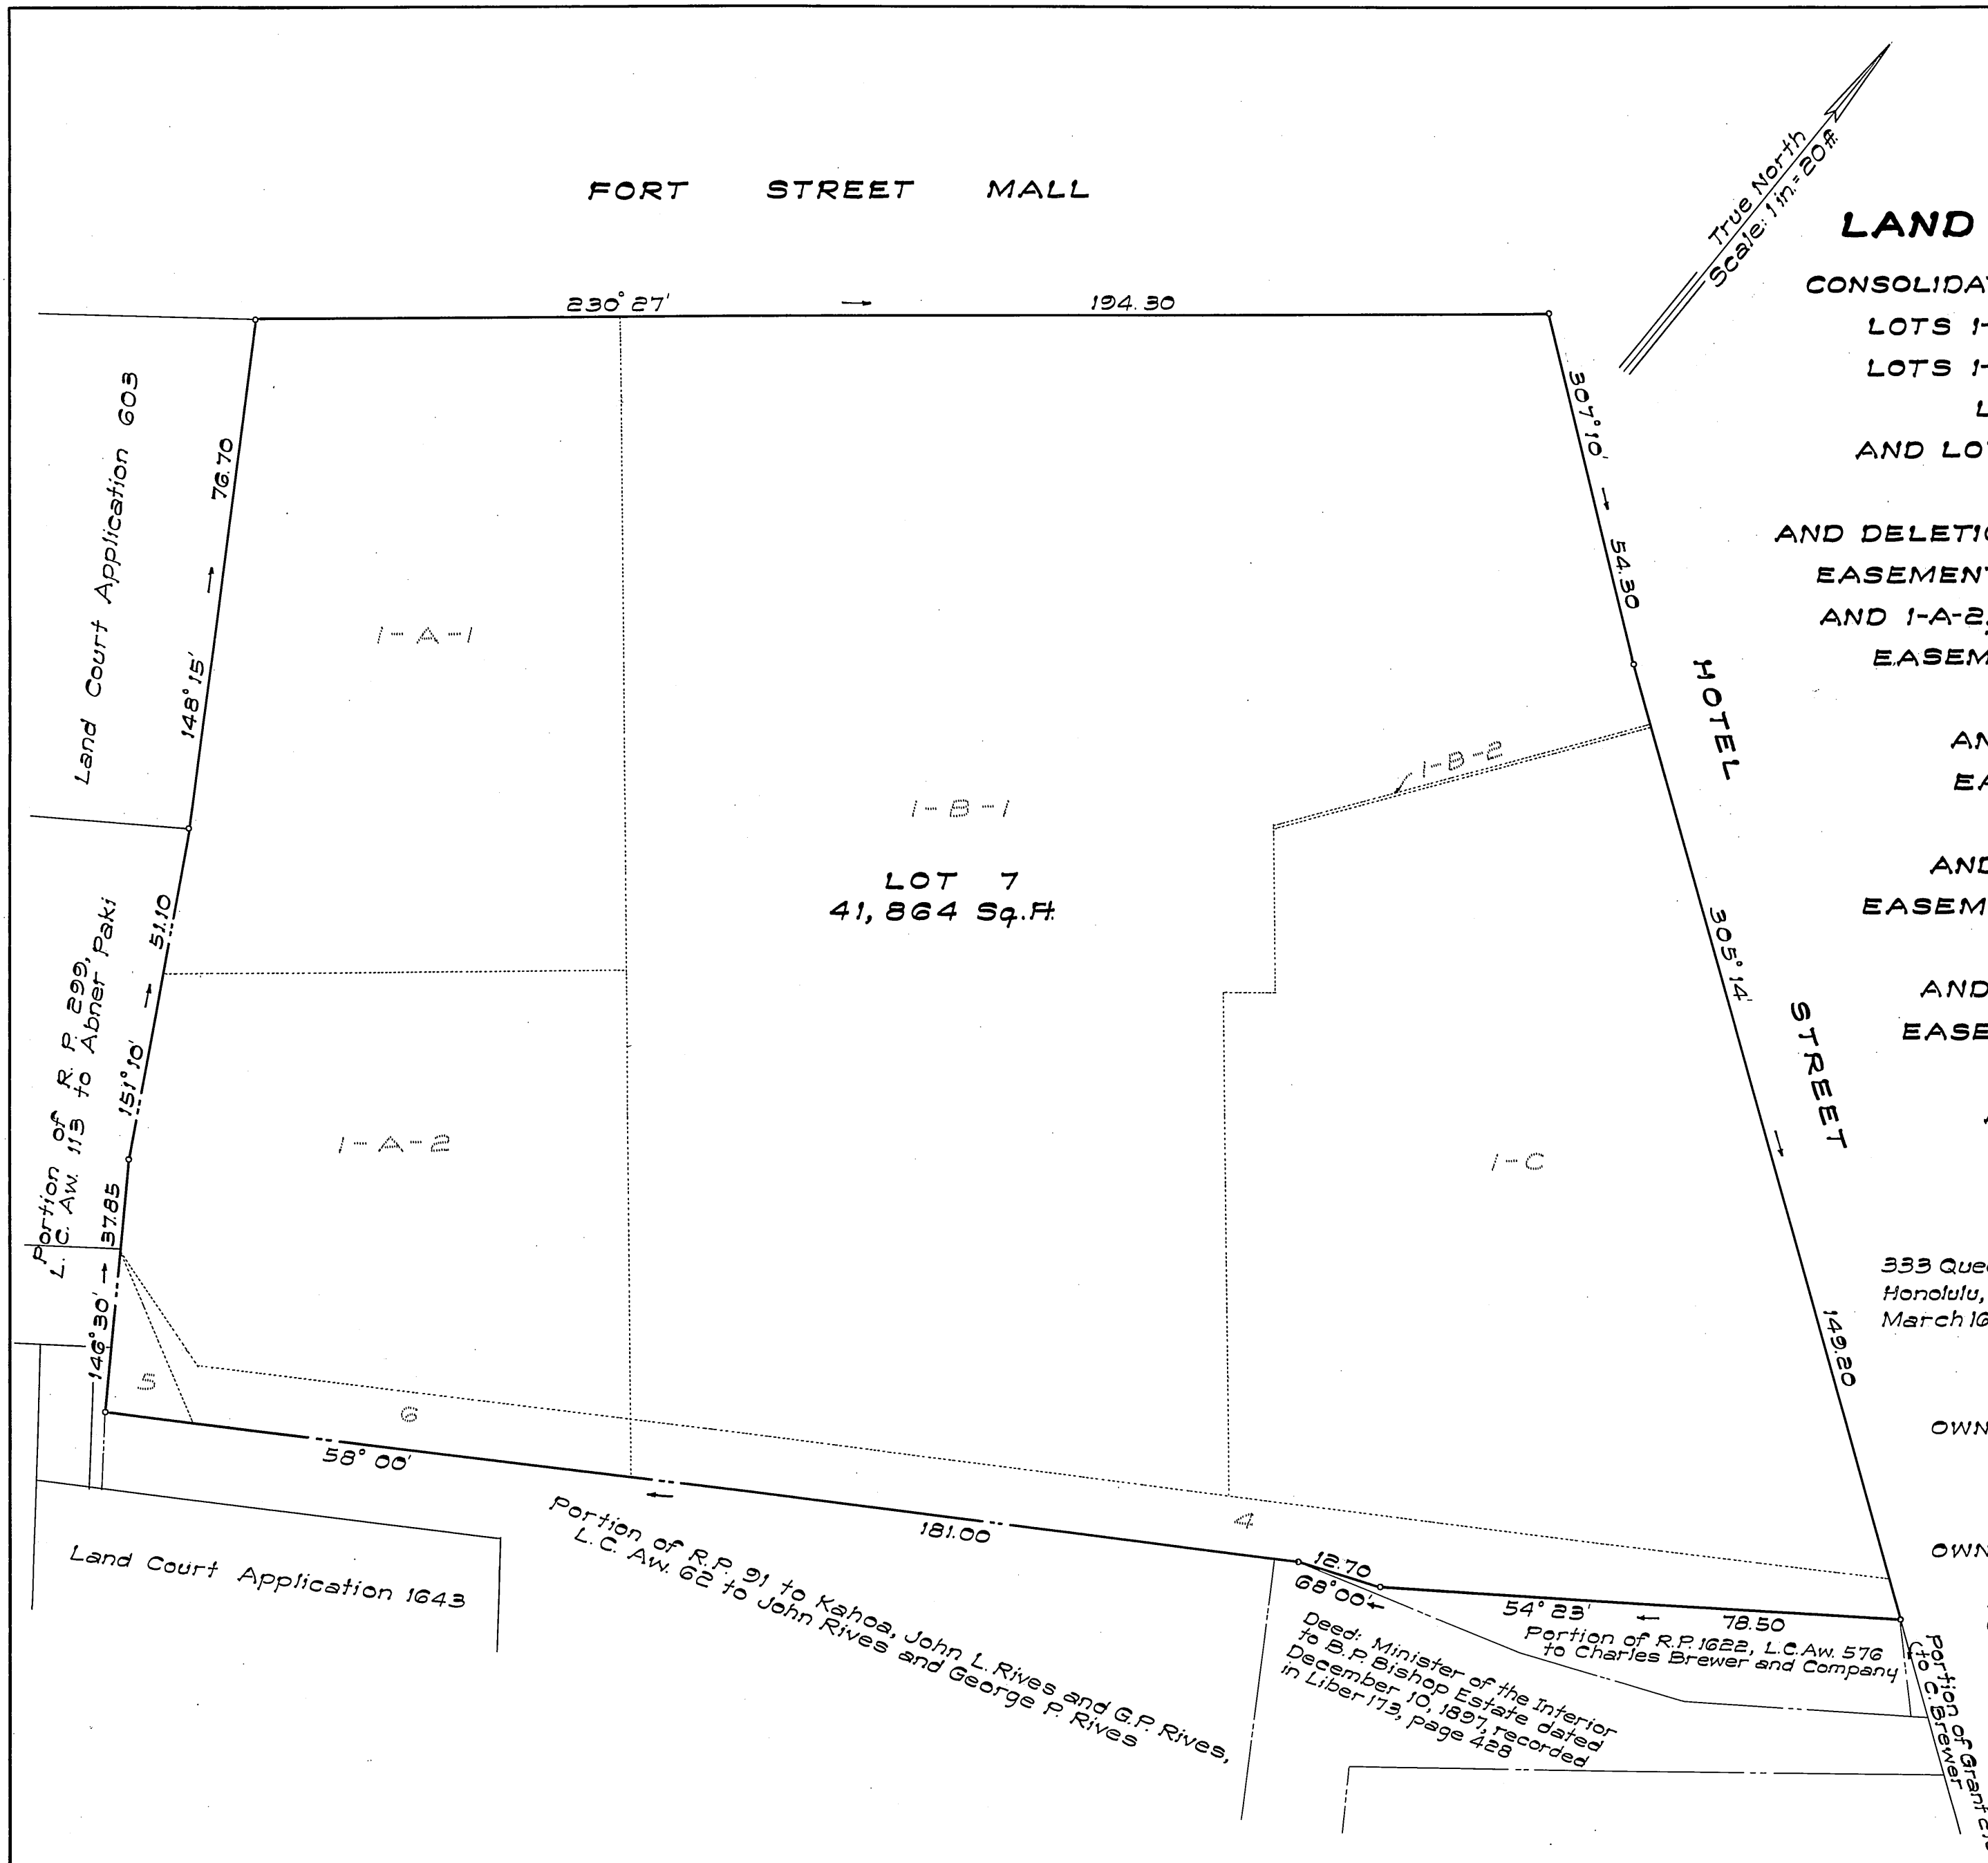 FORT STREET MALL
True North
Scale: 1 in. = 20 ft.
LAND
CONSOLIDAT
LOTS 1-
LOTS 1-
L
AND LOT
AND DELETIO
EASEMENT
AND 1-A-2,
EASEM
AN
EA
AND
EASEM
AND
EASE
333 Quee
Honolulu,
March 16
OWN
OWN
230° 27' → 194.30
307° 10' → 54.30
HOTEL STREET
305° 14' → 149.20
Land Court Application 603
148° 15' → 76.70
Portion of R. P. 299,
L. C. Aw. 113 to Abner Paki
151° 10' → 51.10
146° 30' → 37.85
1-A-1
1-B-1
1-B-2
LOT 7
41,864 Sq.Ft.
1-A-2
1-C
5
6
4
58° 00' ← 181.00
12.70
68° 00' ←
54° 23' ← 78.50
Portion of R.P. 1622, L.C. Aw. 576
to Charles Brewer and Company
Land Court Application 1643
Portion of R.P. 91 to Kahoa, John L. Rives and G.P. Rives,
L.C. Aw. 62 to John Rives and George P. Rives
Deed: Minister of the Interior
to B.P. Bishop Estate dated
December 10, 1897, recorded
in Liber 173, page 428
Portion of Grant
to C. Brewer